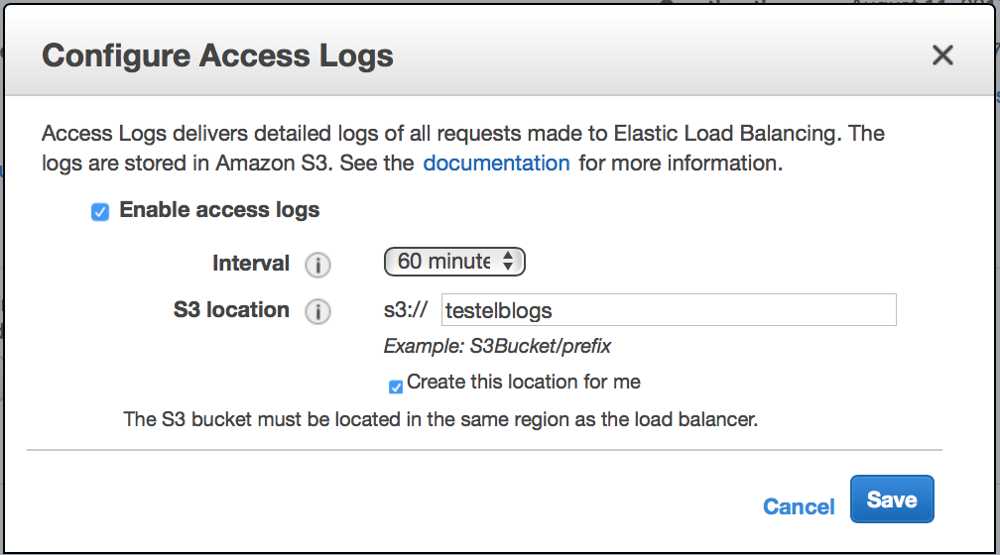 Configure Access Logs
Access Logs delivers detailed logs of all requests made to Elastic Load Balancing. The
logs are stored in Amazon S3. See the documentation for more information.
Enable access logs
Interval 60 minute
S3 location s3:// testelblogs
Example: S3Bucket/prefix
Create this location for me
The S3 bucket must be located in the same region as the load balancer.
Cancel Save